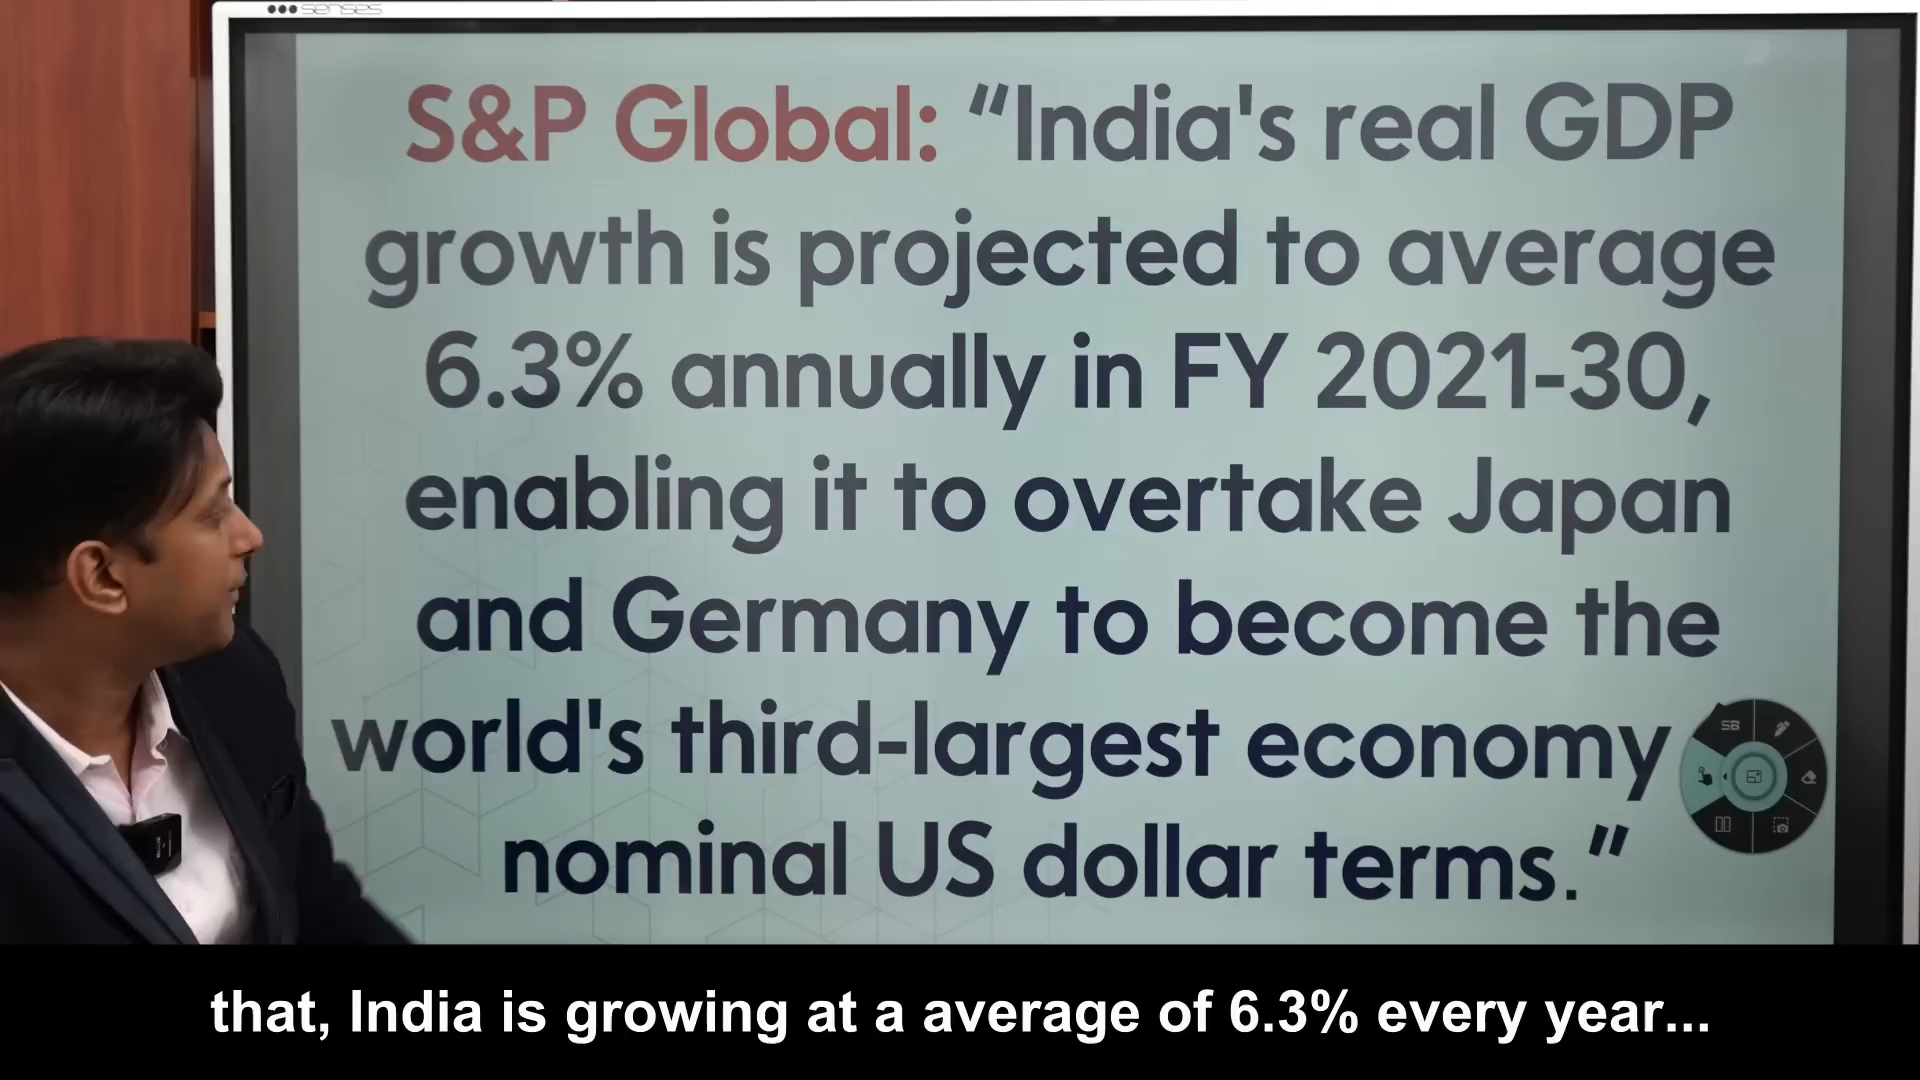 senses
S&P Global: “India's real GDP
growth is projected to average
6.3% annually in FY 2021-30,
enabling it to overtake Japan
and Germany to become the
world's third-largest economy
nominal US dollar terms.”
SB
that, India is growing at a average of 6.3% every year...